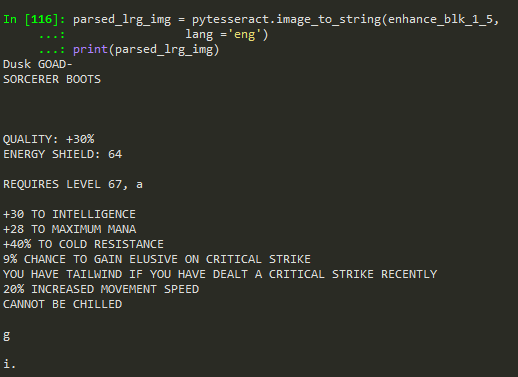 In [116]: parsed_lrg_img = pytesseract.image_to_string(enhance_blk_1_5,
...: lang ='eng')
...: print(parsed_lrg_img)
Dusk GOAD-
SORCERER BOOTS
QUALITY: +30%
ENERGY SHIELD: 64
REQUIRES LEVEL 67, a
+30 TO INTELLIGENCE
+28 TO MAXIMUM MANA
+40% TO COLD RESISTANCE
9% CHANCE TO GAIN ELUSIVE ON CRITICAL STRIKE
YOU HAVE TAILWIND IF YOU HAVE DEALT A CRITICAL STRIKE RECENTLY
20% INCREASED MOVEMENT SPEED
CANNOT BE CHILLED
g
i.